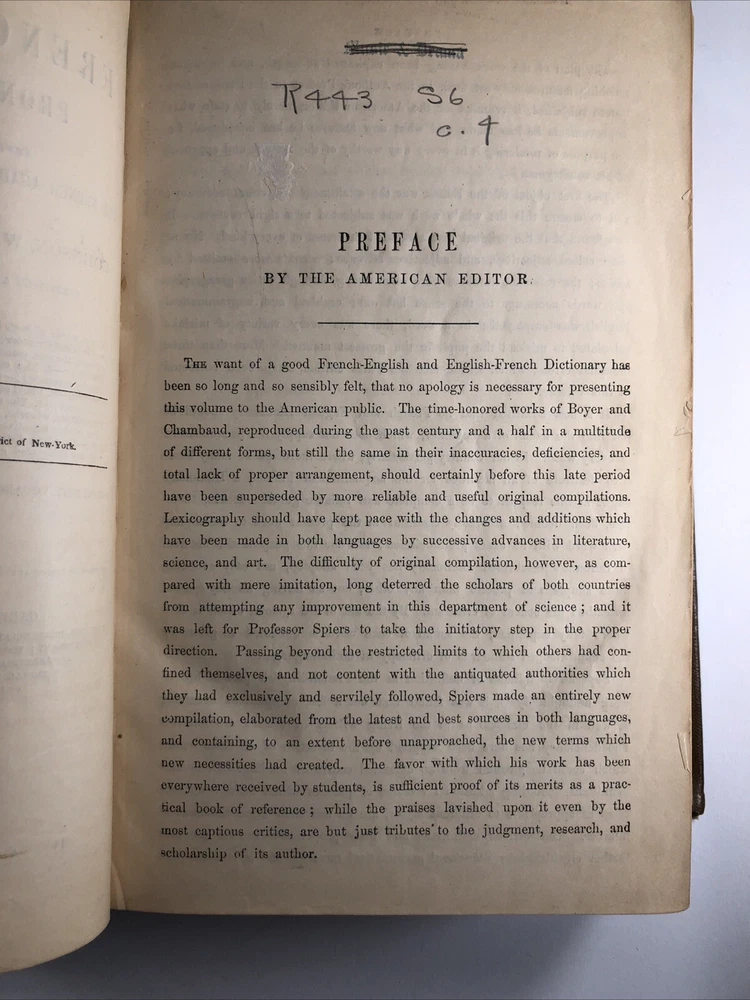 R443 S6
c. 4
PREFACE
BY THE AMERICAN EDITOR.
THE want of a good French-English and English-French Dictionary has
been so long and so sensibly felt, that no apology is necessary for presenting
this volume to the American public. The time-honored works of Boyer and
Chambaud, reproduced during the past century and a half in a multitude
of different forms, but still the same in their inaccuracies, deficiencies, and
total lack of proper arrangement, should certainly before this late period
have been superseded by more reliable and useful original compilations.
Lexicography should have kept pace with the changes and additions which
have been made in both languages by successive advances in literature,
science, and art. The difficulty of original compilation, however, as com-
pared with mere imitation, long deterred the scholars of both countries
from attempting any improvement in this department of science; and it
was left for Professor Spiers to take the initiatory step in the proper
direction. Passing beyond the restricted limits to which others had con-
fined themselves, and not content with the antiquated authorities which
they had exclusively and servilely followed, Spiers made an entirely new
compilation, elaborated from the latest and best sources in both languages,
and containing, to an extent before unapproached, the new terms which
new necessities had created. The favor with which his work has been
everywhere received by students, is sufficient proof of its merits as a prac-
tical book of reference; while the praises lavished upon it even by the
most captious critics, are but just tributes to the judgment, research, and
scholarship of its author.
ict of New-York.